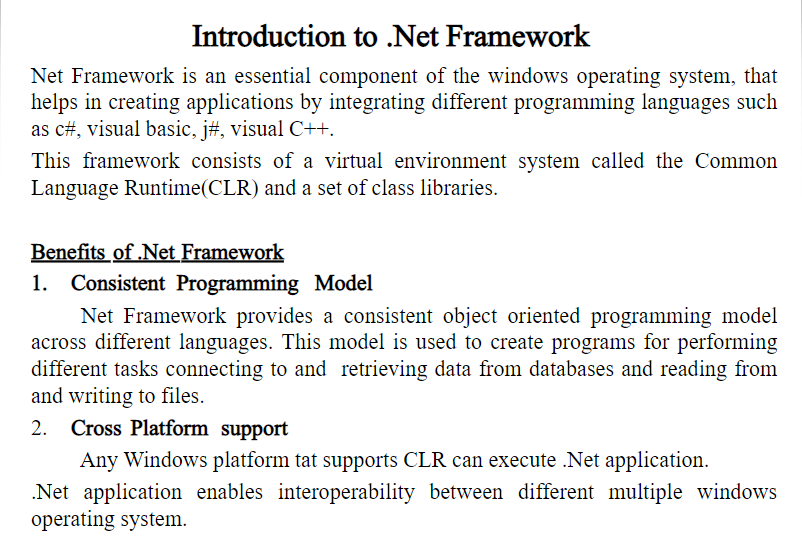 Introduction to .Net Framework
Net Framework is an essential component of the windows operating system, that
helps in creating applications by integrating different programming languages such
as c#, visual basic, j#, visual C++.
This framework consists of a virtual environment system called the Common
Language Runtime(CLR) and a set of class libraries.
Benefits of .Net Framework
1. Consistent Programming Model
Net Framework provides a consistent object oriented programming model
across different languages. This model is used to create programs for performing
different tasks connecting to and retrieving data from databases and reading from
and writing to files.
2. Cross Platform support
Any Windows platform tat supports CLR can execute .Net application.
.Net application enables interoperability between different multiple windows
operating system.